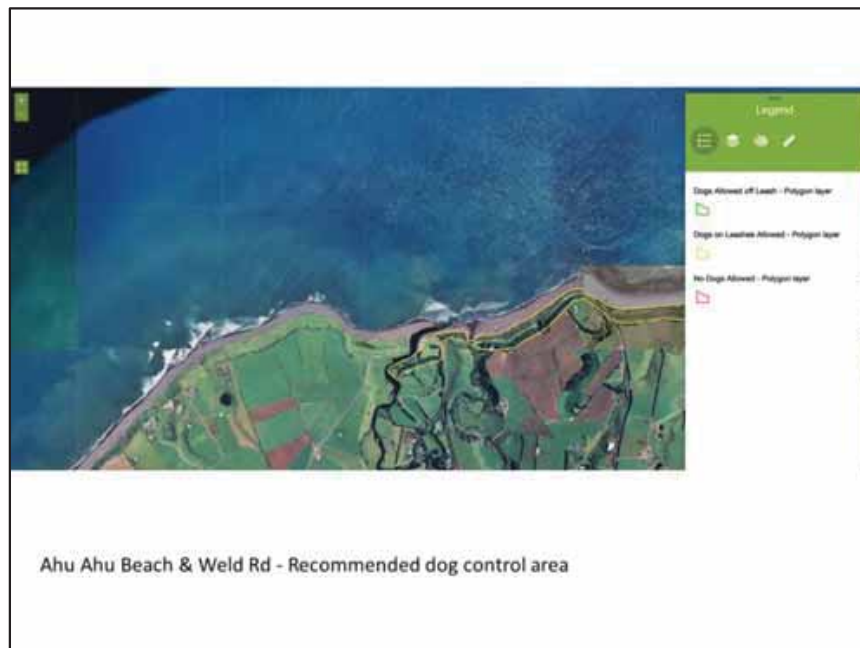 Legend
Dogs Allowed off Leash - Polygon layer
Dogs on Leashes Allowed - Polygon layer
No Dogs Allowed - Polygon layer
Ahu Ahu Beach & Weld Rd - Recommended dog control area